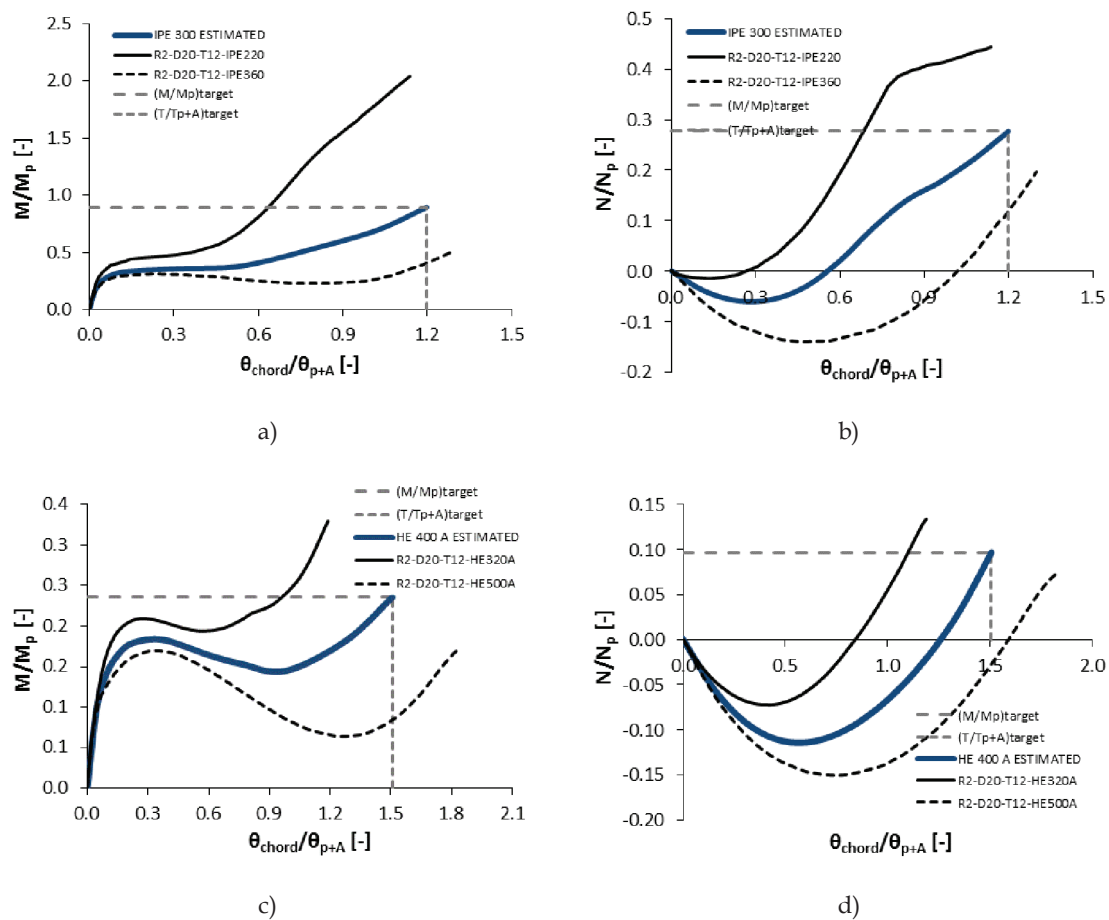 IPE 300 ESTIMATED
R2-D20-T12-IPE220
R2-D20-T12-IPE360
(M/Mp)target
(T/Tp+A)target
2.5
2.0
1.5
1.0
0.5
0.0
M/Mp [-]
0.0 0.3 0.6 0.9 1.2 1.5
θchord/θp+A [-]
a)
IPE 300 ESTIMATED
R2-D20-T12-IPE220
R2-D20-T12-IPE360
(M/Mp)target
(T/Tp+A)target
0.5
0.4
0.3
0.2
0.1
0.0
-0.1
-0.2
N/Np [-]
0.0 0.3 0.6 0.9 1.2 1.5
θchord/θp+A [-]
b)
(M/Mp)target
(T/Tp+A)target
HE 400 A ESTIMATED
R2-D20-T12-HE320A
R2-D20-T12-HE500A
0.4
0.3
0.3
0.2
0.2
0.1
0.1
0.0
M/Mp [-]
0.0 0.3 0.6 0.9 1.2 1.5 1.8 2.1
θchord/θp+A [-]
c)
0.15
0.10
0.05
0.00
-0.05
-0.10
-0.15
-0.20
N/Np [-]
0.0 0.5 1.0 1.5 2.0
(M/Mp)target
(T/Tp+A)target
HE 400 A ESTIMATED
R2-D20-T12-HE320A
R2-D20-T12-HE500A
θchord/θp+A [-]
d)